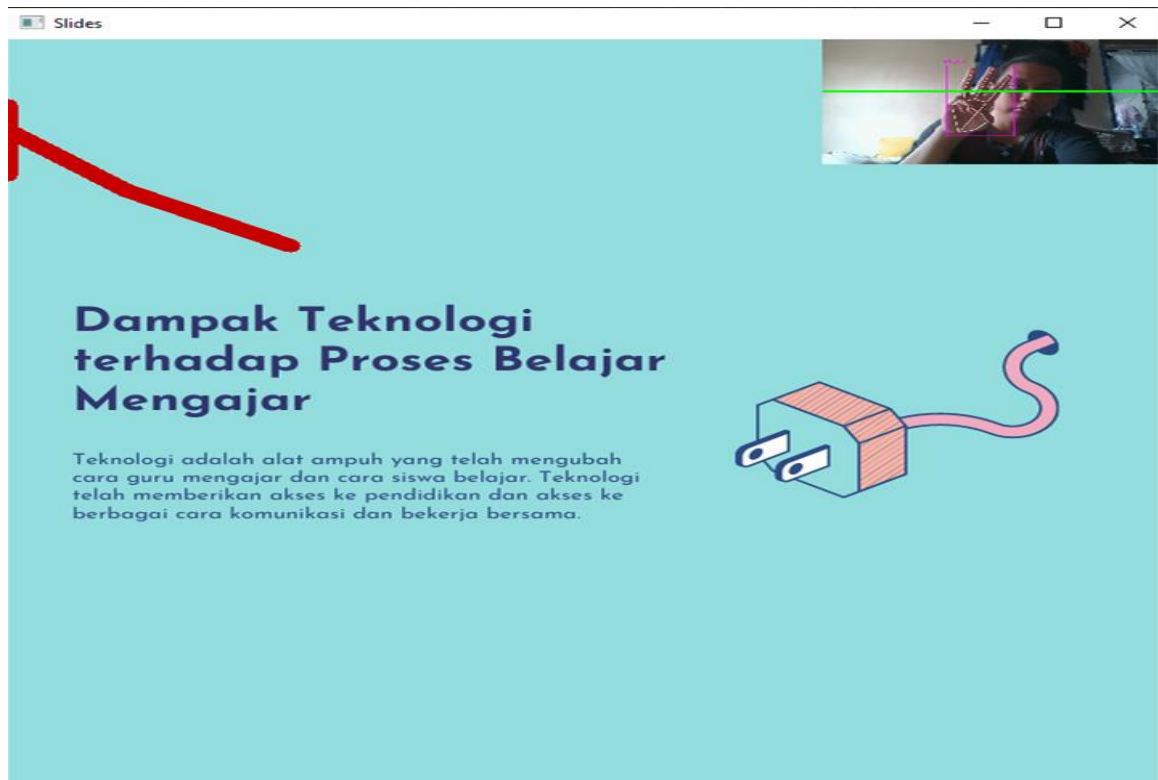 Slides
Dampak Teknologi
terhadap Proses Belajar
Mengajar
Teknologi adalah alat ampuh yang telah mengubah
cara guru mengajar dan cara siswa belajar. Teknologi
telah memberikan akses ke pendidikan dan akses ke
berbagai cara komunikasi dan bekerja bersama.